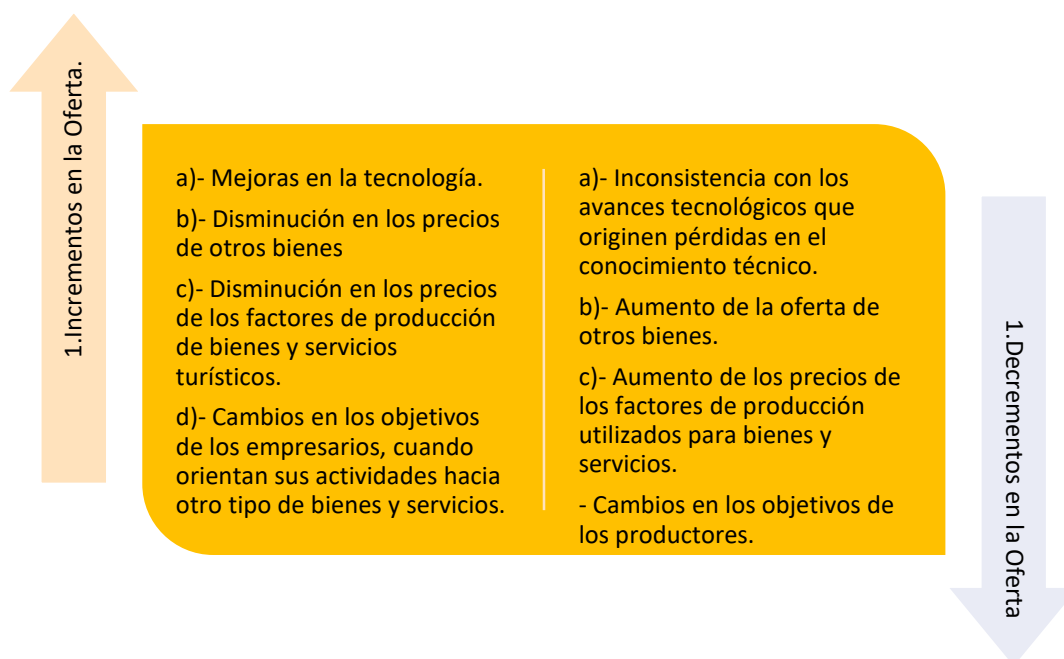 1.Incrementos en la Oferta.
a)- Mejoras en la tecnología.
b)- Disminución en los precios
de otros bienes
c)- Disminución en los precios
de los factores de producción
de bienes y servicios
turísticos.
d)- Cambios en los objetivos
de los empresarios, cuando
orientan sus actividades hacia
otro tipo de bienes y servicios.
a)- Inconsistencia con los
avances tecnológicos que
originen pérdidas en el
conocimiento técnico.
b)- Aumento de la oferta de
otros bienes.
c)- Aumento de los precios de
los factores de producción
utilizados para bienes y
servicios.
- Cambios en los objetivos de
los productores.
1.Decrementos en la Oferta